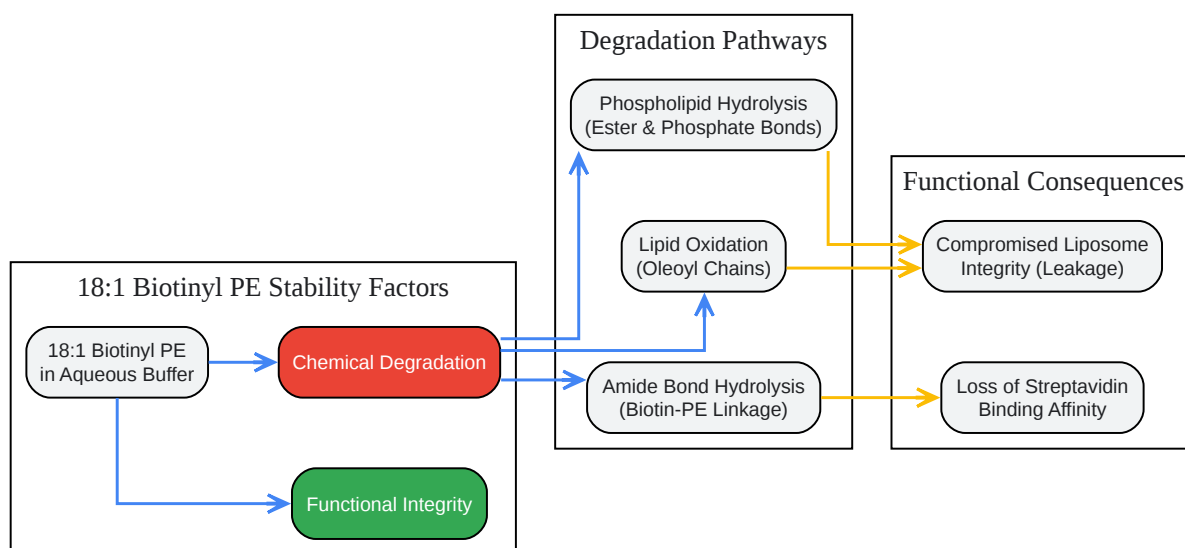 Degradation Pathways
Phospholipid Hydrolysis
(Ester & Phosphate Bonds)
Functional Consequences
Lipid Oxidation
(Oleoyl Chains)
Compromised Liposome
Integrity (Leakage)
18:1 Biotinyl PE Stability Factors
18:1 Biotinyl PE
in Aqueous Buffer
Chemical Degradation
Amide Bond Hydrolysis
(Biotin-PE Linkage)
Loss of Streptavidin
Binding Affinity
Functional Integrity